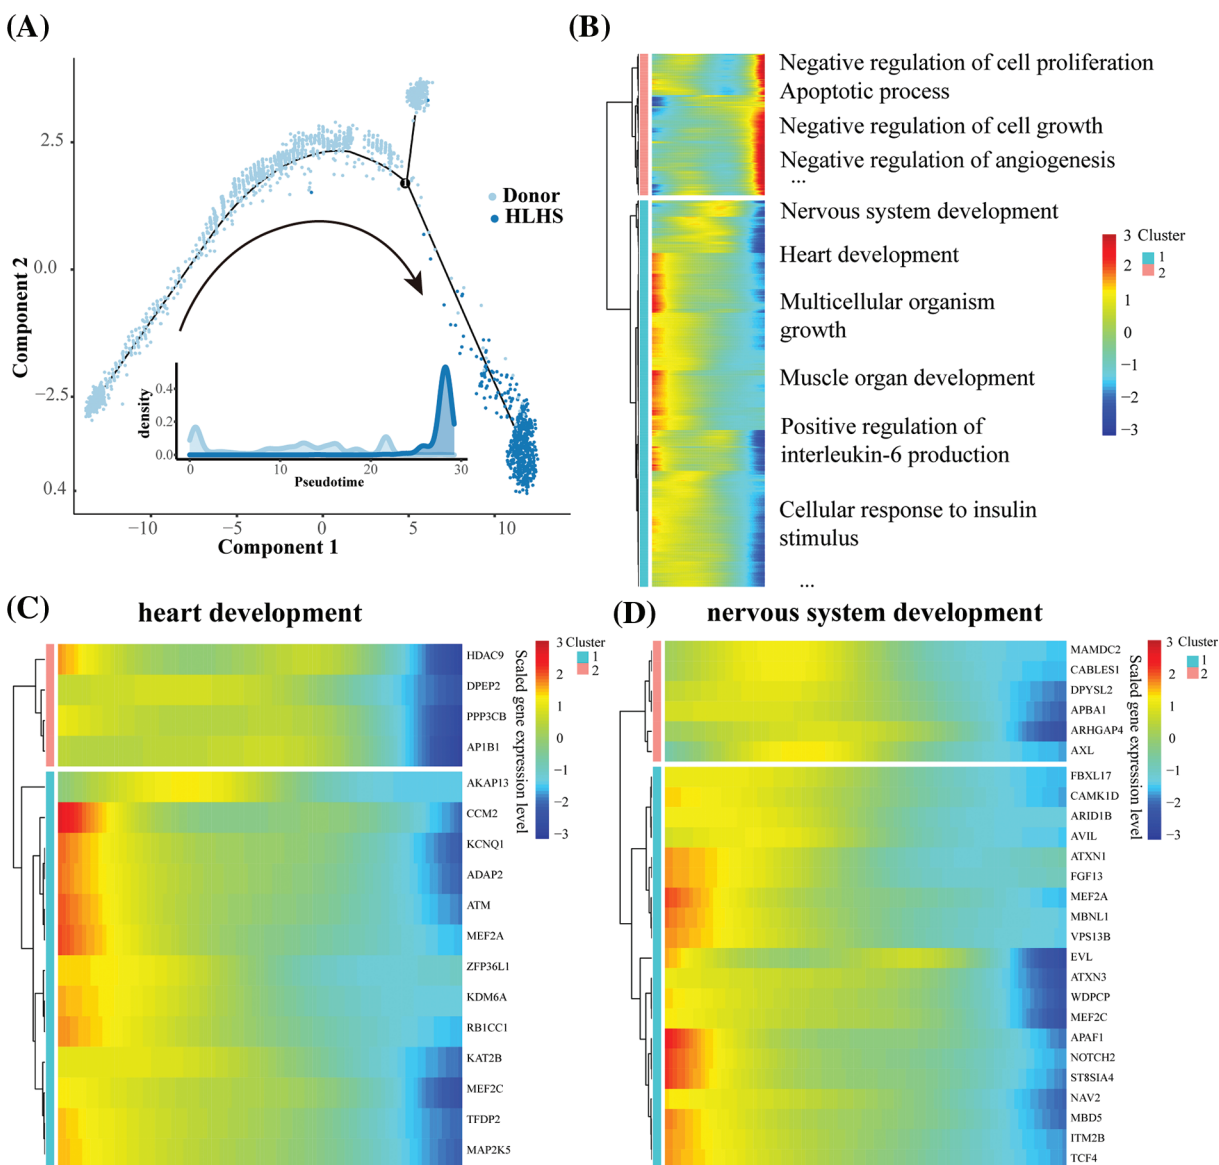 (A)
2.5
0.0
−2.5
0.4
Component 2
−10
−5
0
5
10
Component 1
1
Donor
HLHS
density
0.4
0.2
0.0
0
10
20
30
Pseudotime
(B)
Negative regulation of cell proliferation
Apoptotic process
Negative regulation of cell growth
Negative regulation of angiogenesis
...
Nervous system development
Heart development
Multicellular organism
growth
Muscle organ development
Positive regulation of
interleukin-6 production
Cellular response to insulin
stimulus
...
3
2
1
0
−1
−2
−3
Cluster
1
2
(C)
heart development
HDAC9
DPEP2
PPP3CB
AP1B1
AKAP13
CCM2
KCNQ1
ADAP2
ATM
MEF2A
ZFP36L1
KDM6A
RB1CC1
KAT2B
MEF2C
TFDP2
MAP2K5
Scaled gene expression level
3
2
1
0
−1
−2
−3
Cluster
1
2
(D)
nervous system development
MAMDC2
CABLES1
DPYSL2
APBA1
ARHGAP4
AXL
FBXL17
CAMK1D
ARID1B
AVIL
ATXN1
FGF13
MEF2A
MBNL1
VPS13B
EVL
ATXN3
WDPCP
MEF2C
APAF1
NOTCH2
ST8SIA4
NAV2
MBD5
ITM2B
TCF4
Scaled gene expression level
3
2
1
0
−1
−2
−3
Cluster
1
2